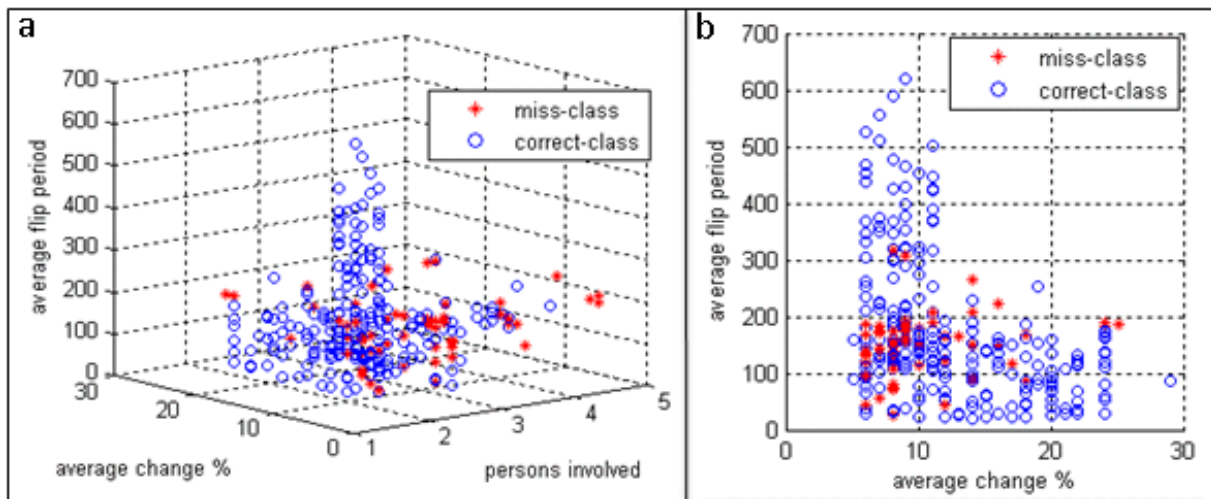 a
700
600
500
400
300
200
100
0
average flip period
30
20
10
0
average change %
1
2
3
4
5
persons involved
miss-class
correct-class
b
700
600
500
400
300
200
100
0
average flip period
0
10
20
30
average change %
miss-class
correct-class